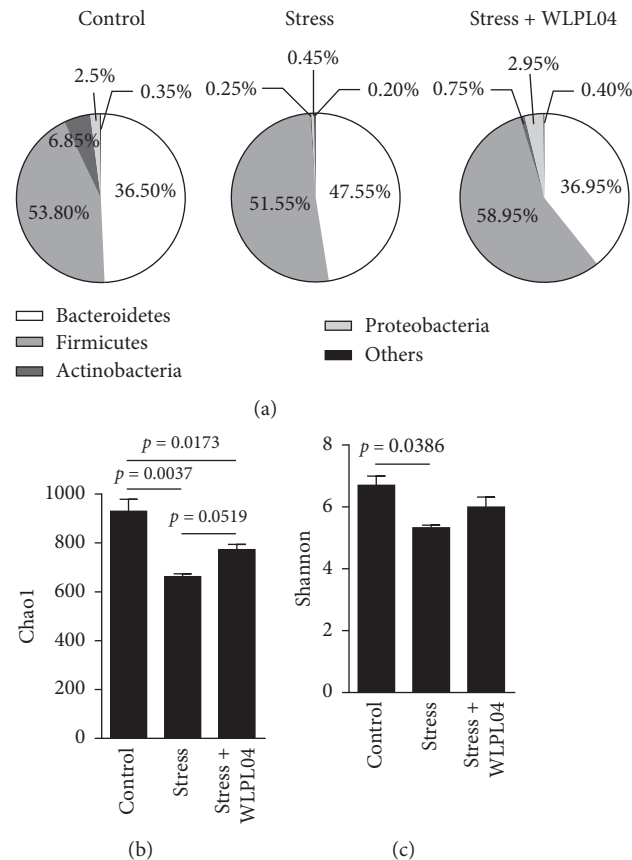 Control
Stress
Stress + WLPL04
2.5%
0.35%
6.85%
36.50%
53.80%
0.45%
0.25%
0.20%
51.55%
47.55%
2.95%
0.75%
0.40%
36.95%
58.95%
Bacteroidetes
Firmicutes
Actinobacteria
Proteobacteria
Others
(a)
p = 0.0173
p = 0.0037
p = 0.0519
1000
800
600
400
200
0
Chao1
Control
Stress
Stress +
WLPL04
(b)
p = 0.0386
8
6
4
2
0
Shannon
Control
Stress
Stress +
WLPL04
(c)